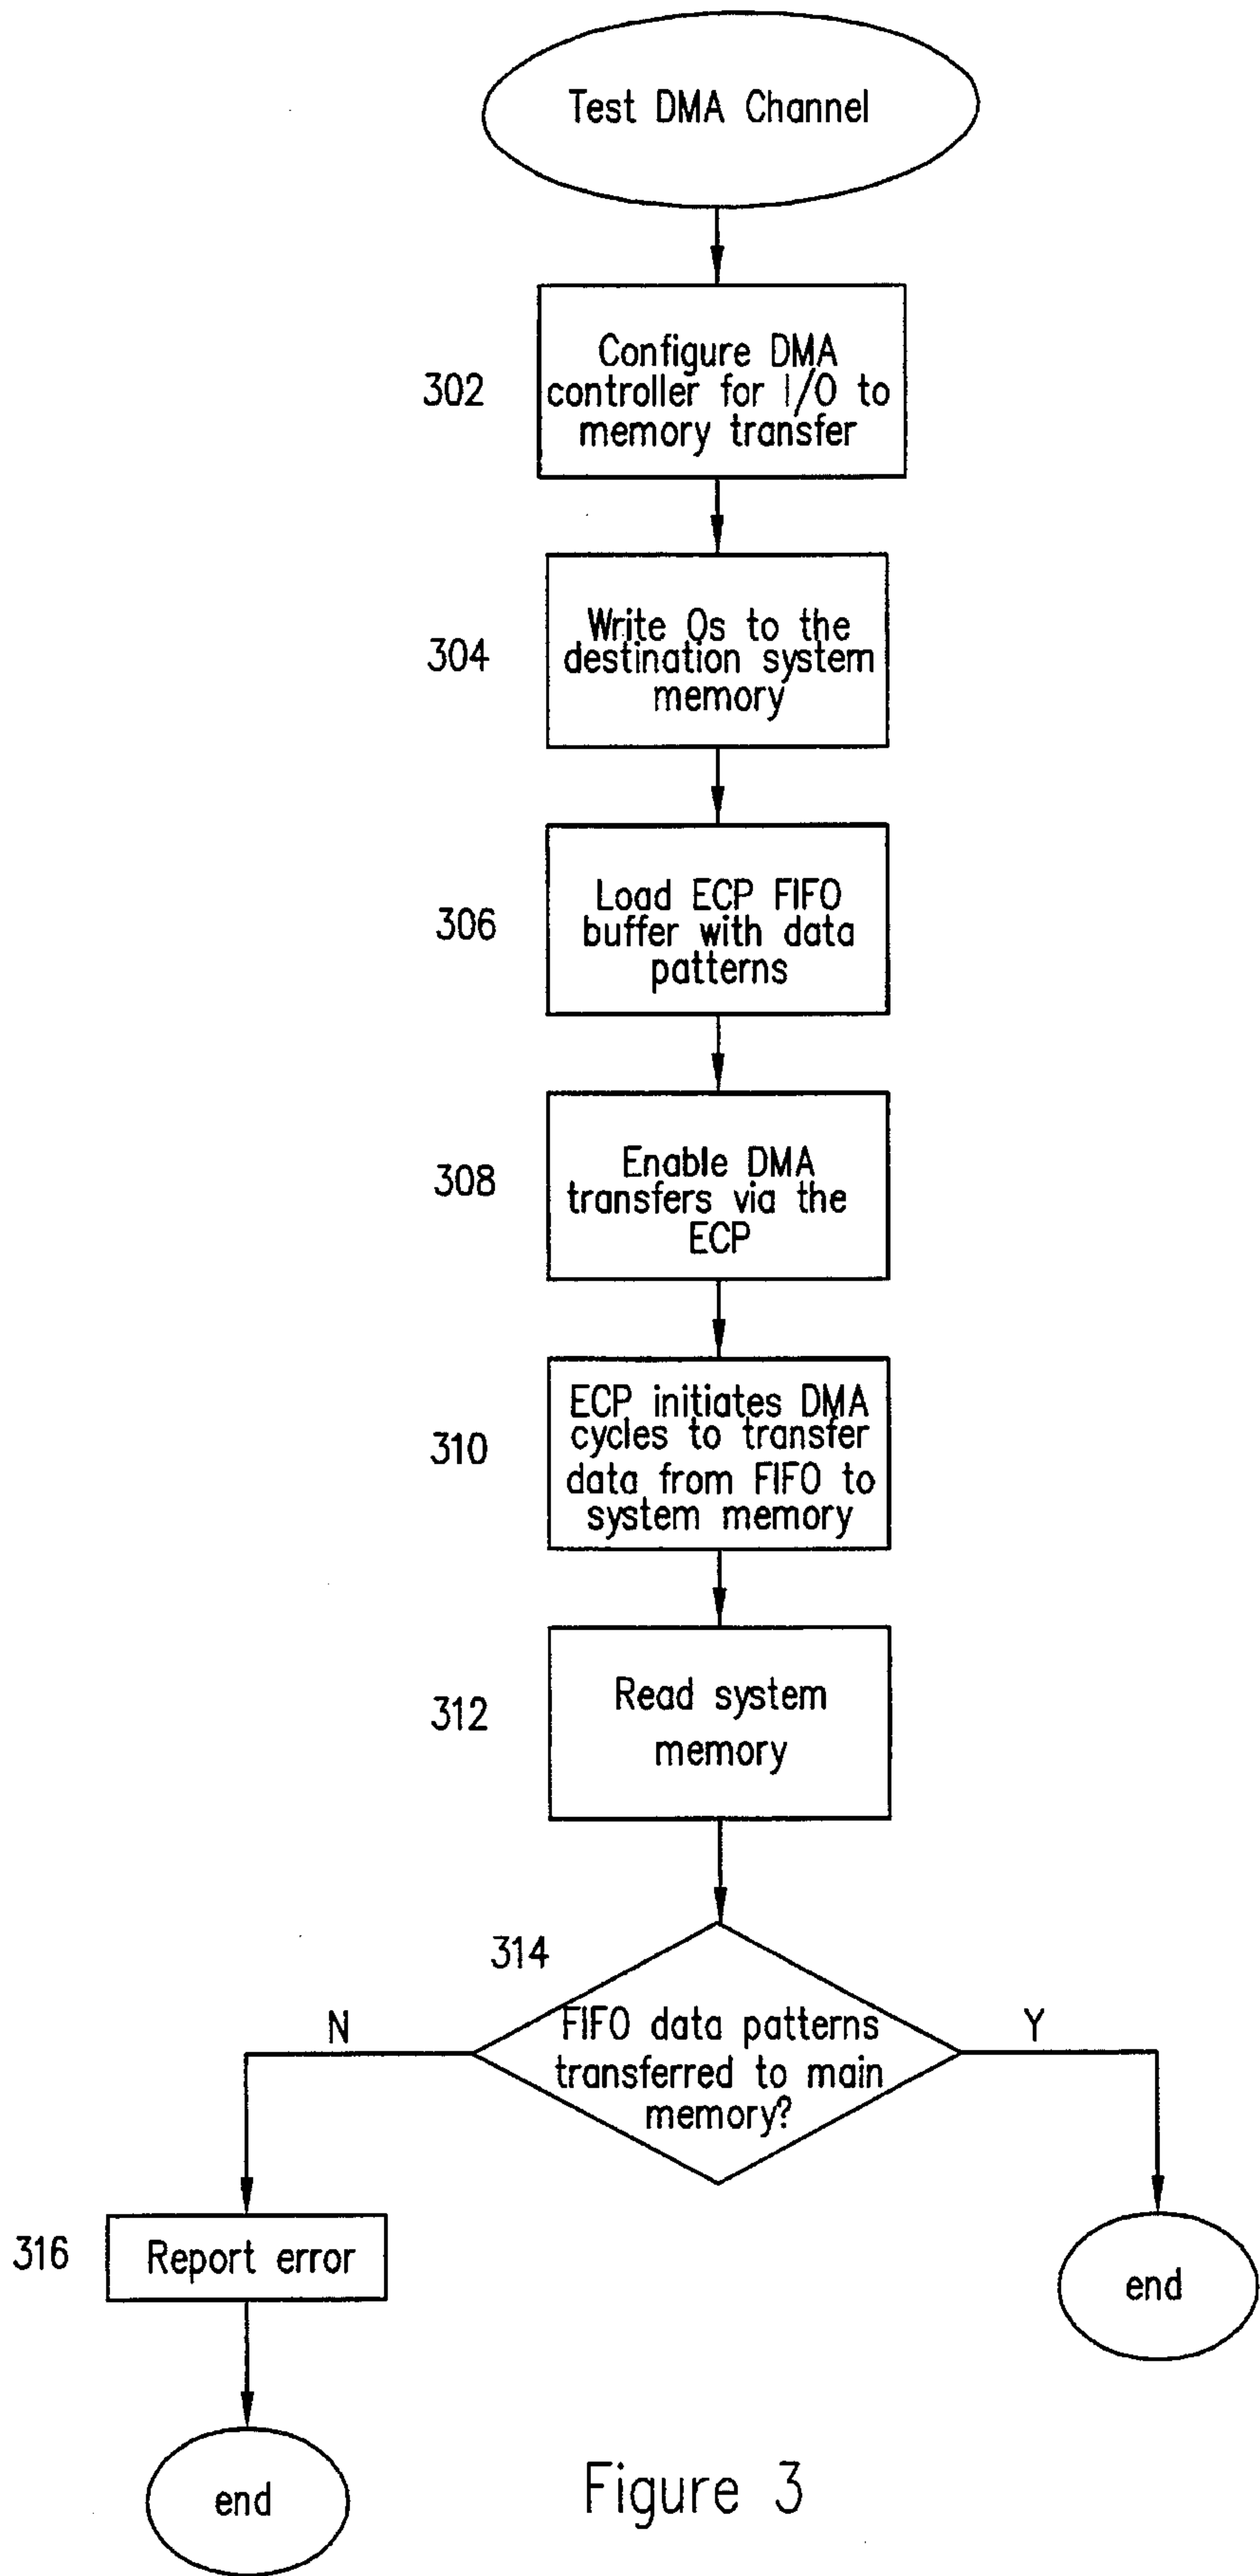 Test DMA Channel
302
Configure DMA
controller for I/O to
memory transfer
304
Write 0s to the
destination system
memory
306
Load ECP FIFO
buffer with data
patterns
308
Enable DMA
transfers via the
ECP
310
ECP initiates DMA
cycles to transfer
data from FIFO to
system memory
312
Read system
memory
314
N
FIFO data patterns
transferred to main
memory?
Y
316
Report error
end
end
Figure 3